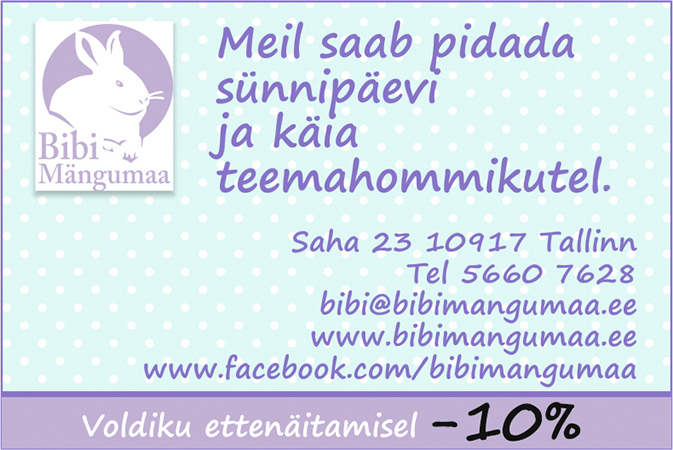 Bibi
Mängumaa
Meil saab pidada
sünnipäevi
ja käia
teemahommikutel.
Saha 23 10917 Tallinn
Tel 5660 7628
bibi@bibimangumaa.ee
www.bibimangumaa.ee
www.facebook.com/bibimangumaa
Voldiku ettenäitamisel -10%